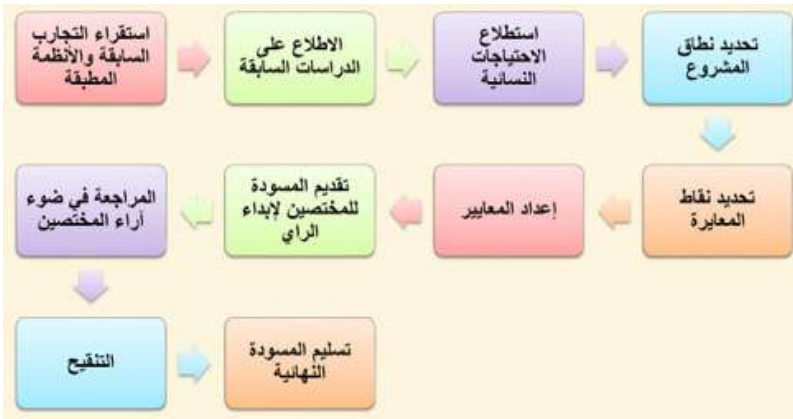 استقراء التجارب
السابقة والأنظمة
المطبقة
الاطلاع على
الدراسات السابقة
استطلاع
الاحتياجات
النسائية
تحديد نطاق
المشروع
تحديد نقاط
المعايرة
إعداد المعايير
تقديم المسودة
للمختصين لإبداء
الراي
المراجعة في ضوء
أراء المختصين
التنقيح
تسليم المسودة
النهائية